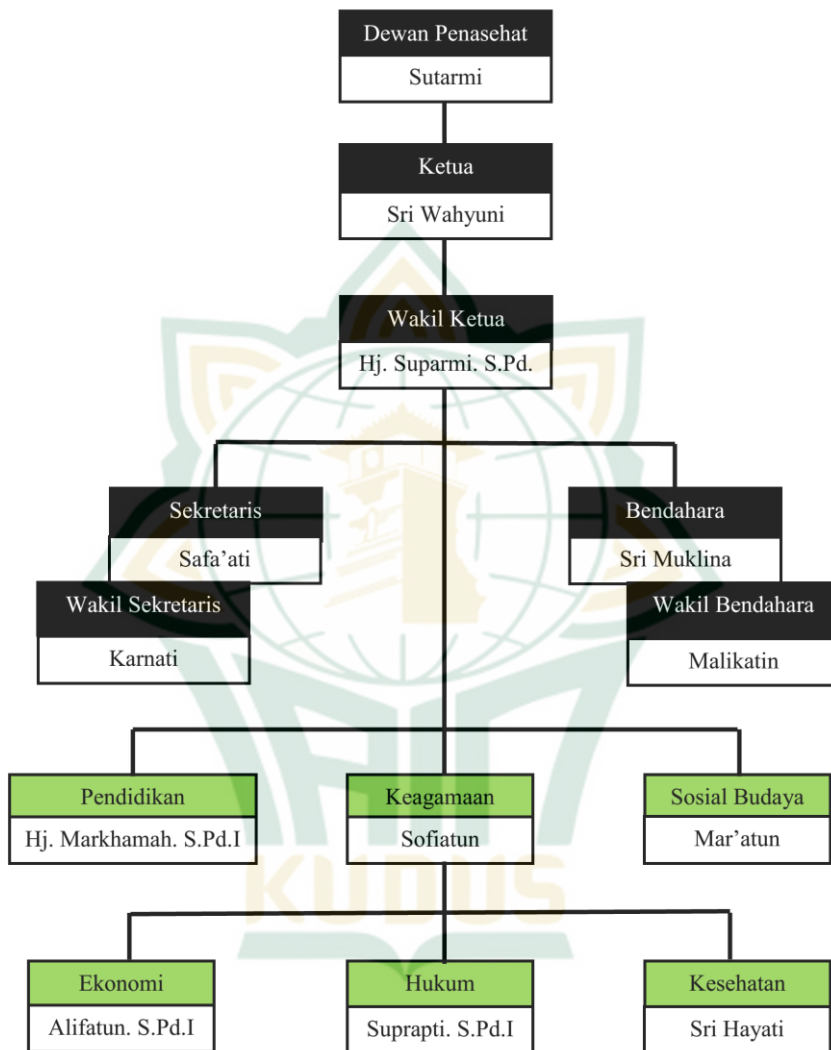 Dewan Penasehat
Sutarmi
Ketua
Sri Wahyuni
Wakil Ketua
Hj. Suparmi. S.Pd.
Sekretaris
Safa’ati
Wakil Sekretaris
Karnati
Bendahara
Sri Muklina
Wakil Bendahara
Malikatin
Pendidikan
Hj. Markhamah. S.Pd.I
Keagamaan
Sofiatun
Sosial Budaya
Mar’atun
Ekonomi
Alifatun. S.Pd.I
Hukum
Suprapti. S.Pd.I
Kesehatan
Sri Hayati
IAIN
KUDUS